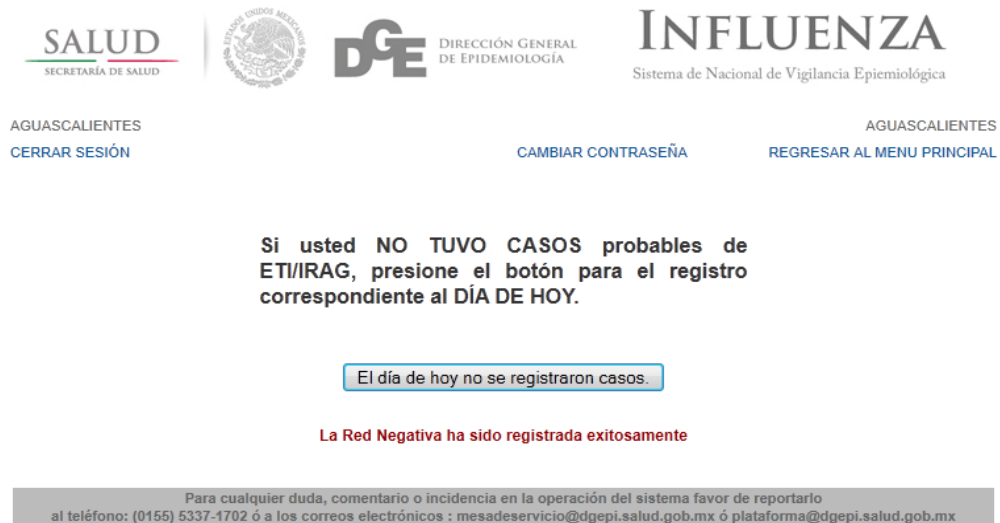 SALUD
SECRETARÍA DE SALUD
ESTADOS UNIDOS MEXICANOS
DGE
DIRECCIÓN GENERAL
DE EPIDEMIOLOGÍA
INFLUENZA
Sistema de Nacional de Vigilancia Epiemiológica
AGUASCALIENTES
AGUASCALIENTES
CERRAR SESIÓN
CAMBIAR CONTRASEÑA
REGRESAR AL MENU PRINCIPAL
Si usted NO TUVO CASOS probables de
ETI/IRAG, presione el botón para el registro
correspondiente al DÍA DE HOY.
El día de hoy no se registraron casos.
La Red Negativa ha sido registrada exitosamente
Para cualquier duda, comentario o incidencia en la operación del sistema favor de reportarlo
al teléfono: (0155) 5337-1702 ó a los correos electrónicos : mesadeservicio@dgepi.salud.gob.mx ó plataforma@dgepi.salud.gob.mx